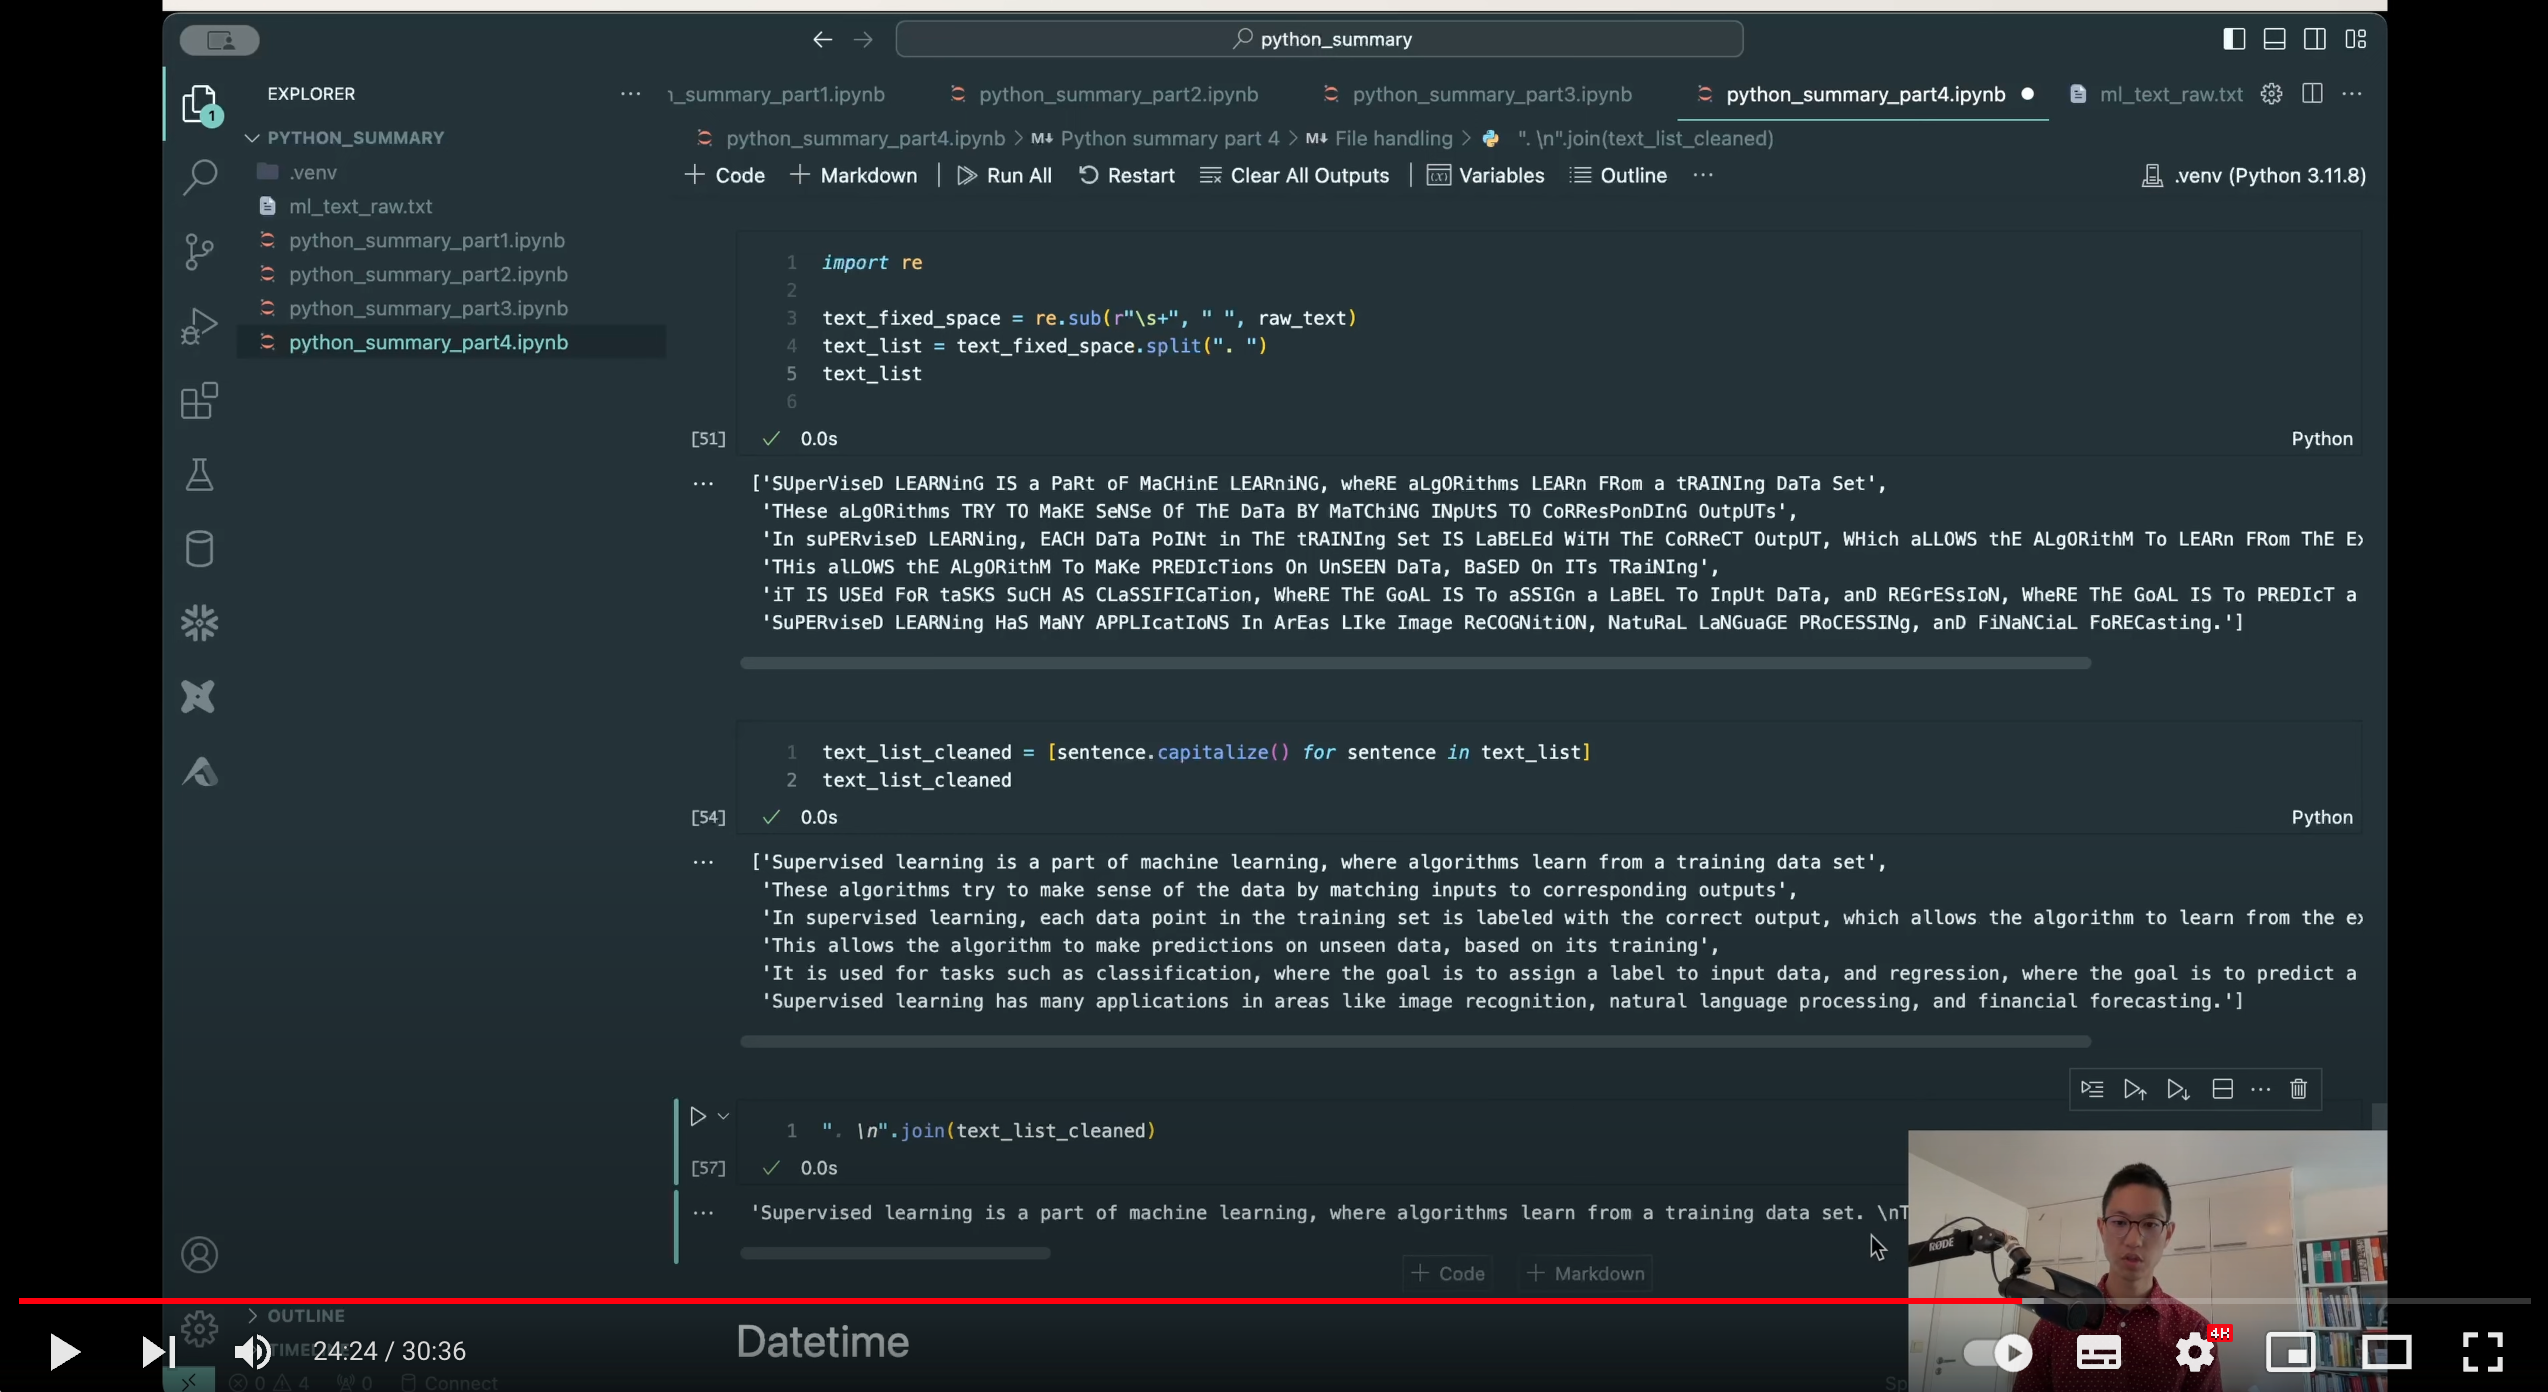 python_summary
EXPLORER
ı_summary_part1.ipynb
python_summary_part2.ipynb
python_summary_part3.ipynb
python_summary_part4.ipynb
ml_text_raw.txt
1
PYTHON_SUMMARY
python_summary_part4.ipynb > M↓ Python summary part 4 > M↓ File handling > ". \n".join(text_list_cleaned)
.venv
Code
Markdown
Run All
Restart
Clear All Outputs
Variables
Outline
.venv (Python 3.11.8)
ml_text_raw.txt
python_summary_part1.ipynb
python_summary_part2.ipynb
python_summary_part3.ipynb
python_summary_part4.ipynb
1 import re
2
3 text_fixed_space = re.sub(r"\s+", " ", raw_text)
4 text_list = text_fixed_space.split(". ")
5 text_list
6
[51] 0.0s Python
['SUperViseD LEARNinG IS a PaRt oF MaCHinE LEARniNG, wheRE aLgORithms LEARn FRom a tRAINIng DaTa Set',
'THese aLgORithms TRY TO MaKE SeNSe Of ThE DaTa BY MaTChiNG INpUtS TO CoRResPonDInG OutpUTs',
'In suPERviseD LEARNing, EACH DaTa PoINt in ThE tRAINIng Set IS LaBELEd WiTH ThE CoRReCT OutpUT, WHich aLLOWS thE ALgORithM To LEARn FRom ThE Ex
'THis alLOWS thE ALgORithM To MaKe PREDIcTions On UnSEEN DaTa, BaSED On ITs TRaiNIng',
'iT IS USEd FoR taSKS SuCH AS CLaSSIFICaTion, WheRE ThE GoAL IS To aSSIGn a LaBEL To InpUt DaTa, anD REGrESsIoN, WheRE ThE GoAL IS To PREDIcT a
'SuPERviseD LEARNing HaS MaNY APPLIcatIoNS In ArEas LIke Image ReCOGNitiON, NatuRaL LaNGuaGE PRoCESSINg, anD FiNaNCiaL FoRECasting.']
1 text_list_cleaned = [sentence.capitalize() for sentence in text_list]
2 text_list_cleaned
[54] 0.0s Python
['Supervised learning is a part of machine learning, where algorithms learn from a training data set',
'These algorithms try to make sense of the data by matching inputs to corresponding outputs',
'In supervised learning, each data point in the training set is labeled with the correct output, which allows the algorithm to learn from the ex
'This allows the algorithm to make predictions on unseen data, based on its training',
'It is used for tasks such as classification, where the goal is to assign a label to input data, and regression, where the goal is to predict a
'Supervised learning has many applications in areas like image recognition, natural language processing, and financial forecasting.']
1 ". \n".join(text_list_cleaned)
[57] 0.0s
'Supervised learning is a part of machine learning, where algorithms learn from a training data set. \nT
RØDE
Code
Markdown
OUTLINE
Datetime
24:24 / 30:36
4K
0 4 0 Connect
Sp